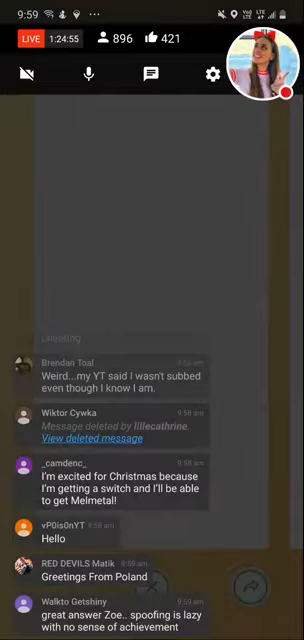 9:59
LIVE 1:24:55 896 421
Cheating
Brendan Toal 9:58 am
Weird...my YT said I wasn't subbed
even though I know I am.
Wiktor Cywka 9:58 am
Message deleted by llllecathrine.
View deleted message
_camdenc_ 9:58 am
I'm excited for Christmas because
I'm getting a switch and I'll be able
to get Melmetal!
vP0is0nYT 9:58 am
Hello
RED DEVILS Matik 9:59 am
Greetings From Poland
Walkto Getshiny 9:59 am
great answer Zoe.. spoofing is lazy
with no sense of achievement